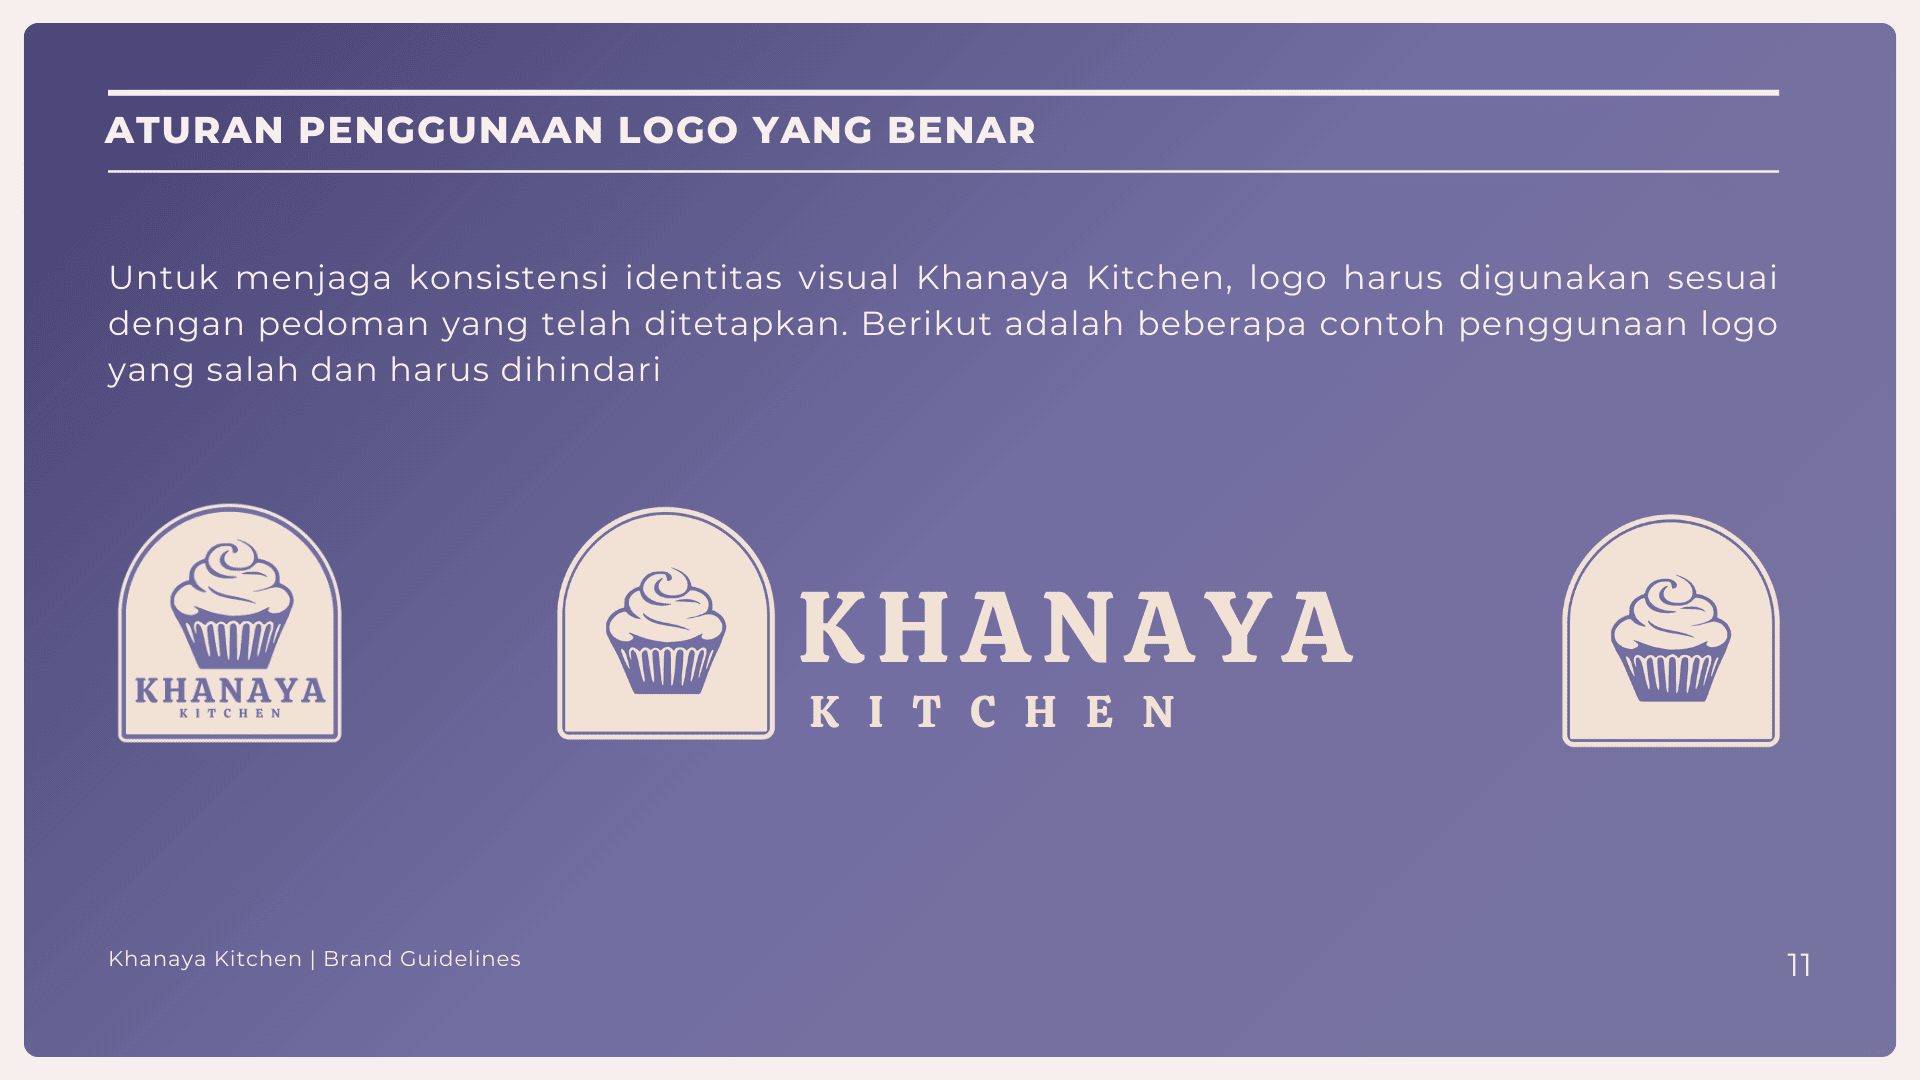 ATURAN PENGGUNAAN LOGO YANG BENAR
Untuk menjaga konsistensi identitas visual Khanaya Kitchen, logo harus digunakan sesuai
dengan pedoman yang telah ditetapkan. Berikut adalah beberapa contoh penggunaan logo
yang salah dan harus dihindari
KHANAYA
KITCHEN
KHANAYA
KITCHEN
Khanaya Kitchen | Brand Guidelines
11